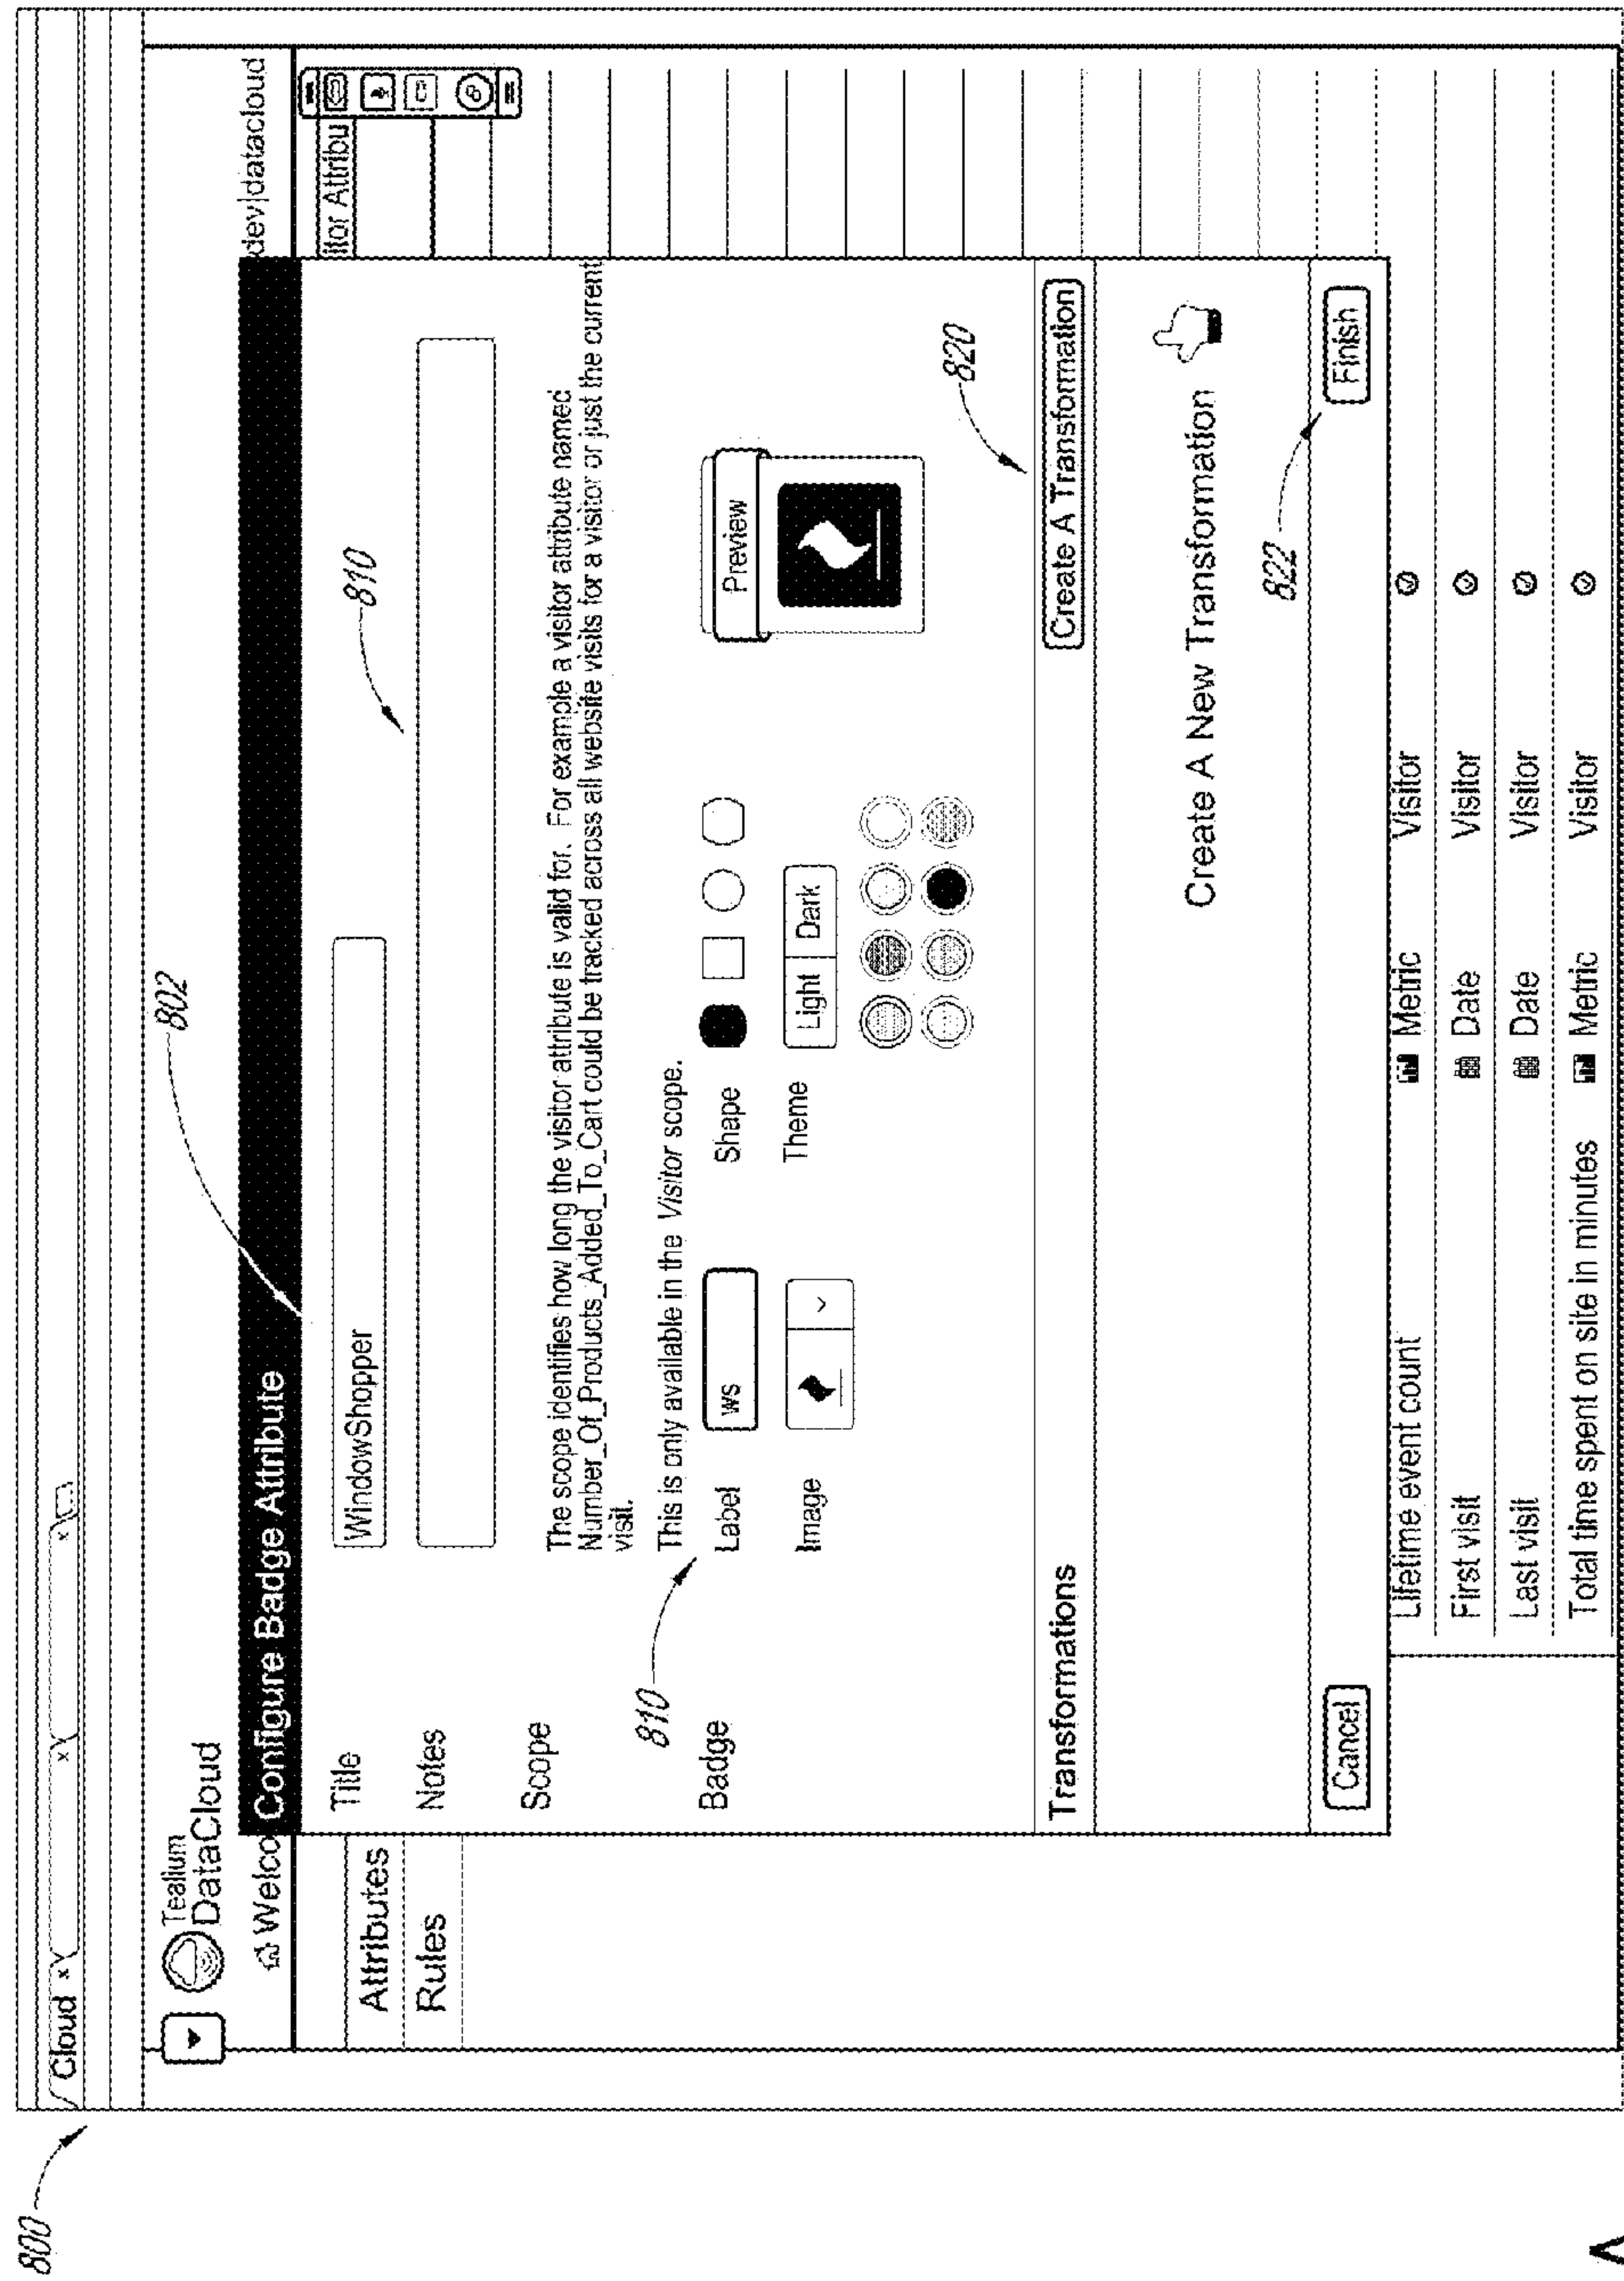 800
Cloud x
x
x
Tealium
DataCloud
Welco
dev|datacloud
Configure Badge Attribute
802
Attributes
Rules
itor Attribu
Title
WindowShopper
Notes
810
Scope
The scope identifies how long the visitor attribute is valid for. For example a visitor attribute named
Number_Of_Products_Added_To_Cart could be tracked across all website visits for a visitor or just the current
visit.
This is only available in the Visitor scope.
810
Badge
Label
ws
Shape
Preview
Image
Theme
Light
Dark
820
Transformations
Create A Transformation
Create A New Transformation
822
Cancel
Finish
Lifetime event count Metric Visitor
First visit Date Visitor
Last visit Date Visitor
Total time spent on site in minutes Metric Visitor